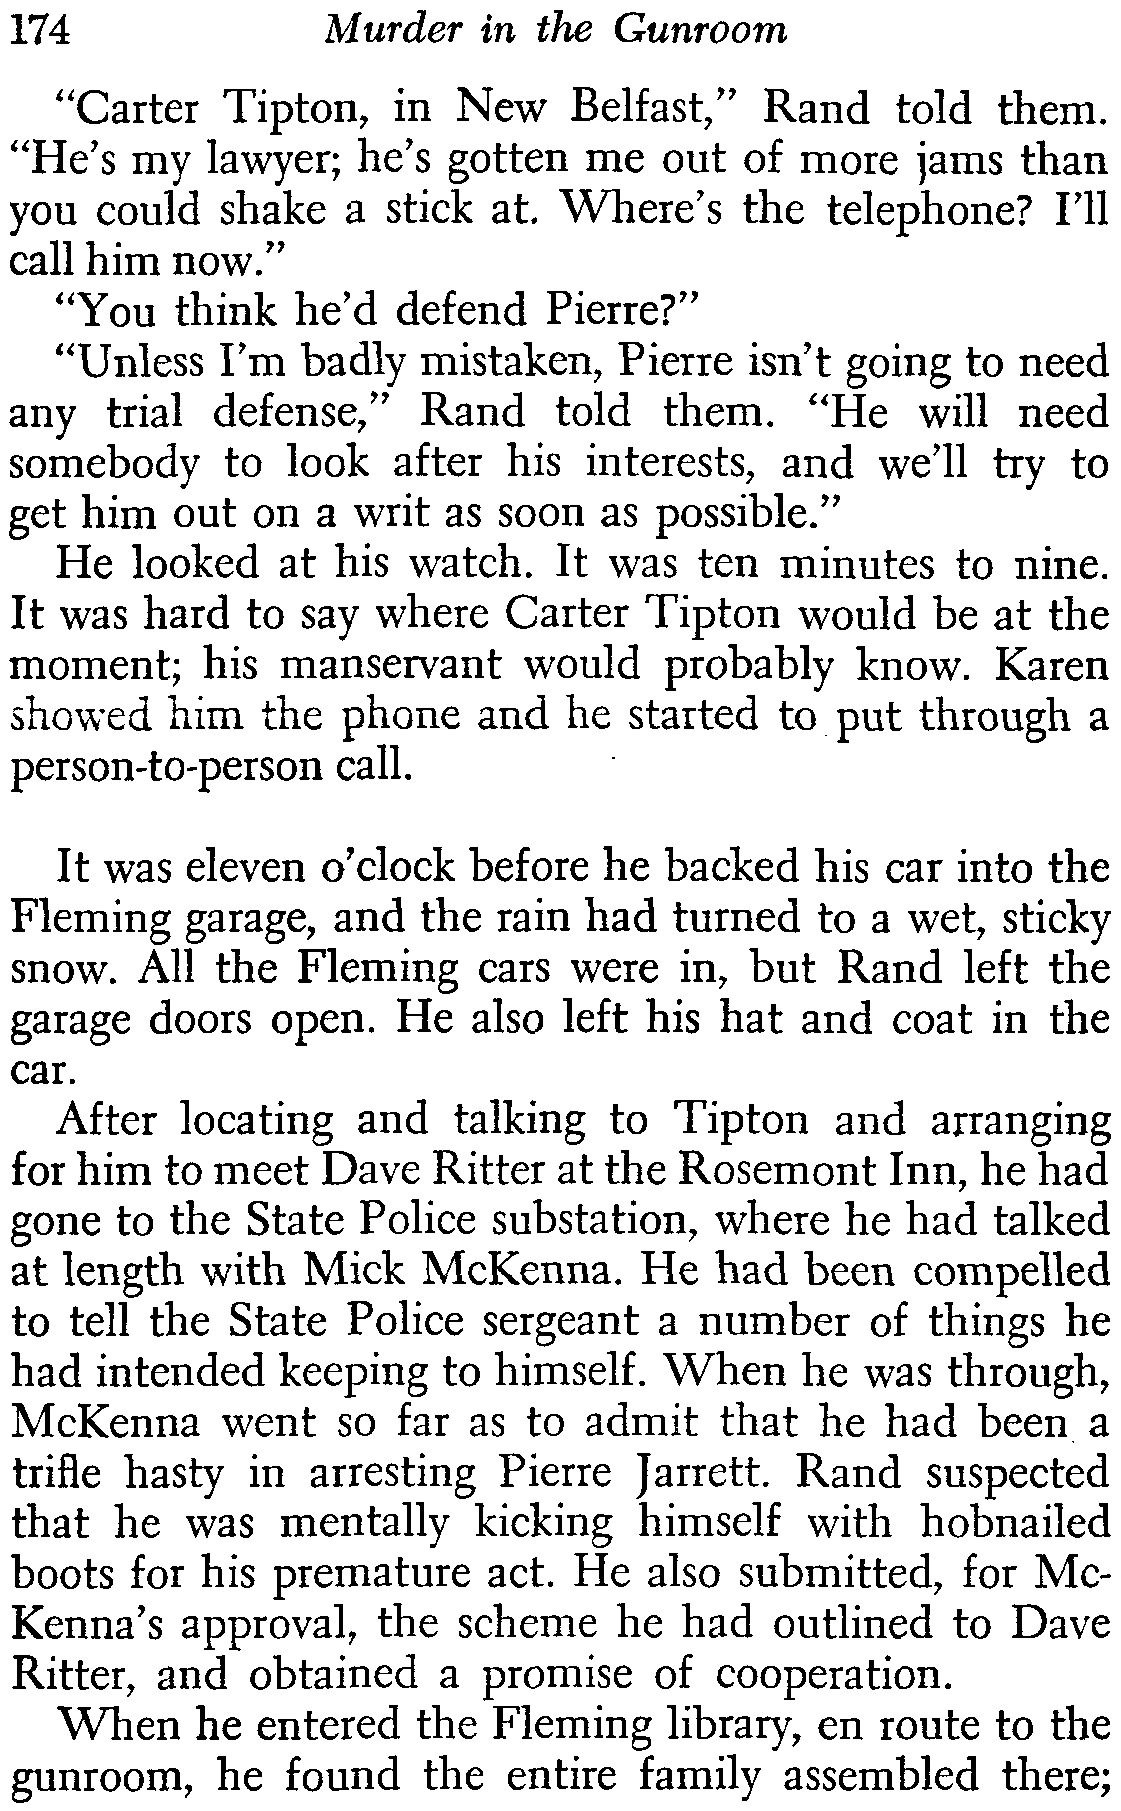 174 Murder in the Gunroom
“Carter Tipton, in New Belfast,” Rand told them.
“He’s my lawyer; he’s gotten me out of more jams than
you could shake a stick at. Where’s the telephone? I’ll
call him now.”
“You think he’d defend Pierre?”
“Unless I’m badly mistaken, Pierre isn’t going to need
any trial defense,” Rand told them. “He will need
somebody to look after his interests, and we’ll try to
get him out on a writ as soon as possible.”
He looked at his watch. It was ten minutes to nine.
It was hard to say where Carter Tipton would be at the
moment; his manservant would probably know. Karen
showed him the phone and he started to put through a
person-to-person call.
It was eleven o’clock before he backed his car into the
Fleming garage, and the rain had turned to a wet, sticky
snow. All the Fleming cars were in, but Rand left the
garage doors open. He also left his hat and coat in the
car.
After locating and talking to Tipton and arranging
for him to meet Dave Ritter at the Rosemont Inn, he had
gone to the State Police substation, where he had talked
at length with Mick McKenna. He had been compelled
to tell the State Police sergeant a number of things he
had intended keeping to himself. When he was through,
McKenna went so far as to admit that he had been a
trifle hasty in arresting Pierre Jarrett. Rand suspected
that he was mentally kicking himself with hobnailed
boots for his premature act. He also submitted, for Mc-
Kenna’s approval, the scheme he had outlined to Dave
Ritter, and obtained a promise of cooperation.
When he entered the Fleming library, en route to the
gunroom, he found the entire family assembled there;